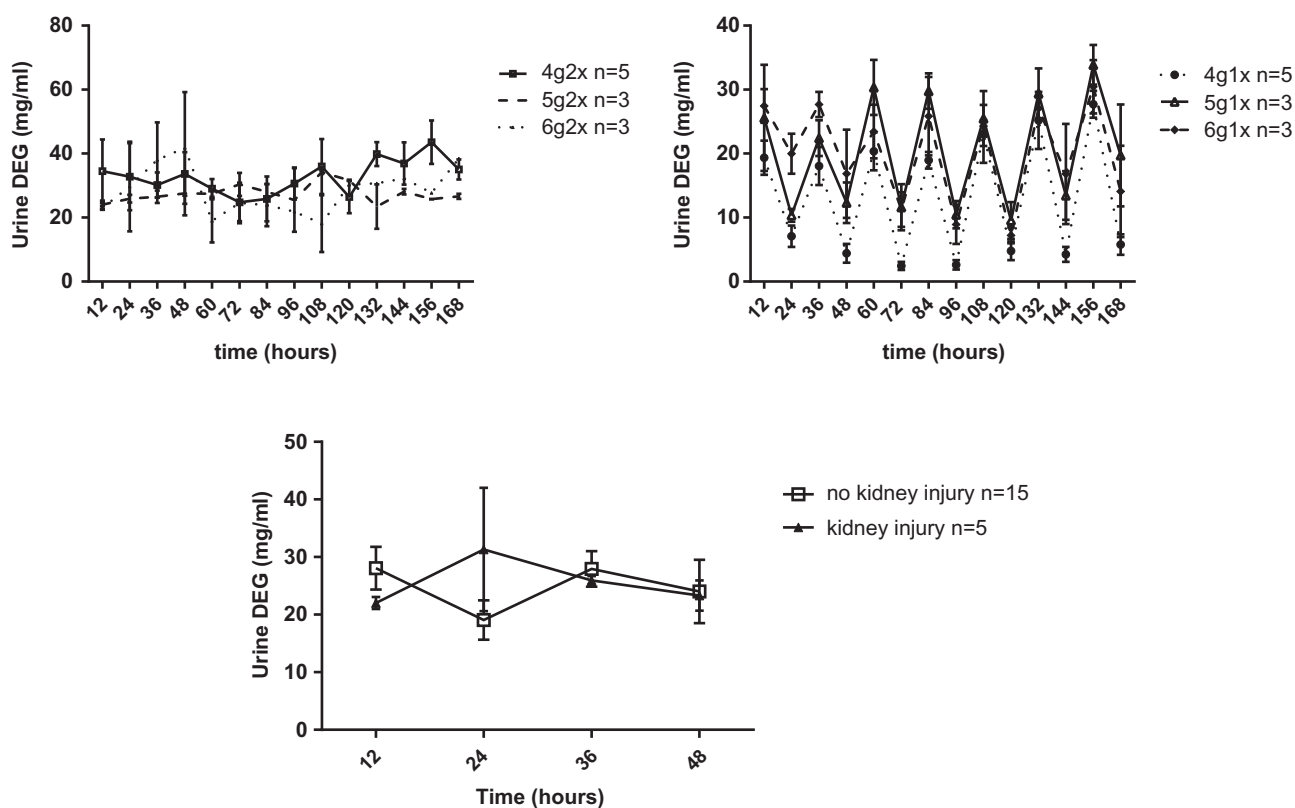 80
60
40
20
0
Urine DEG (mg/ml)
12 24 36 48 60 72 84 96 108 120 132 144 156 168
time (hours)
4g2x n=5
5g2x n=3
6g2x n=3
40
30
20
10
0
Urine DEG (mg/ml)
12 24 36 48 60 72 84 96 108 120 132 144 156 168
time (hours)
4g1x n=5
5g1x n=3
6g1x n=3
50
40
30
20
10
0
Urine DEG (mg/ml)
12 24 36 48
Time (hours)
no kidney injury n=15
kidney injury n=5